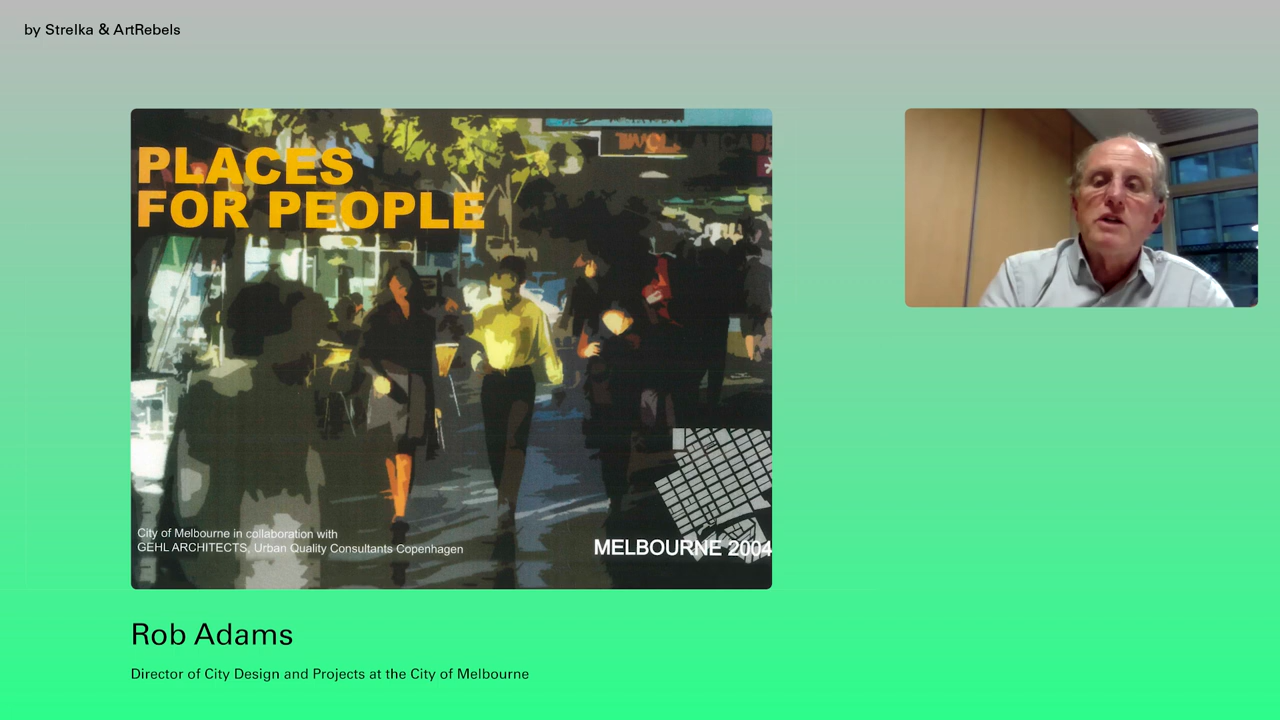 by Strelka & ArtRebels
PLACES
FOR PEOPLE
City of Melbourne in collaboration with
GEHL ARCHITECTS, Urban Quality Consultants Copenhagen
MELBOURNE 2004
Rob Adams
Director of City Design and Projects at the City of Melbourne